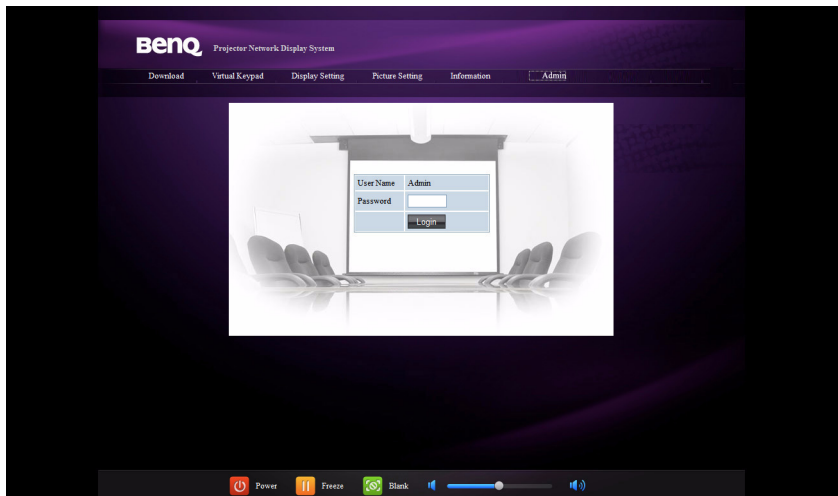 BenQ Projector Network Display System
Download Virtual Keypad Display Setting Picture Setting Information Admin
User Name Admin
Password
Login
Power Freeze Blank